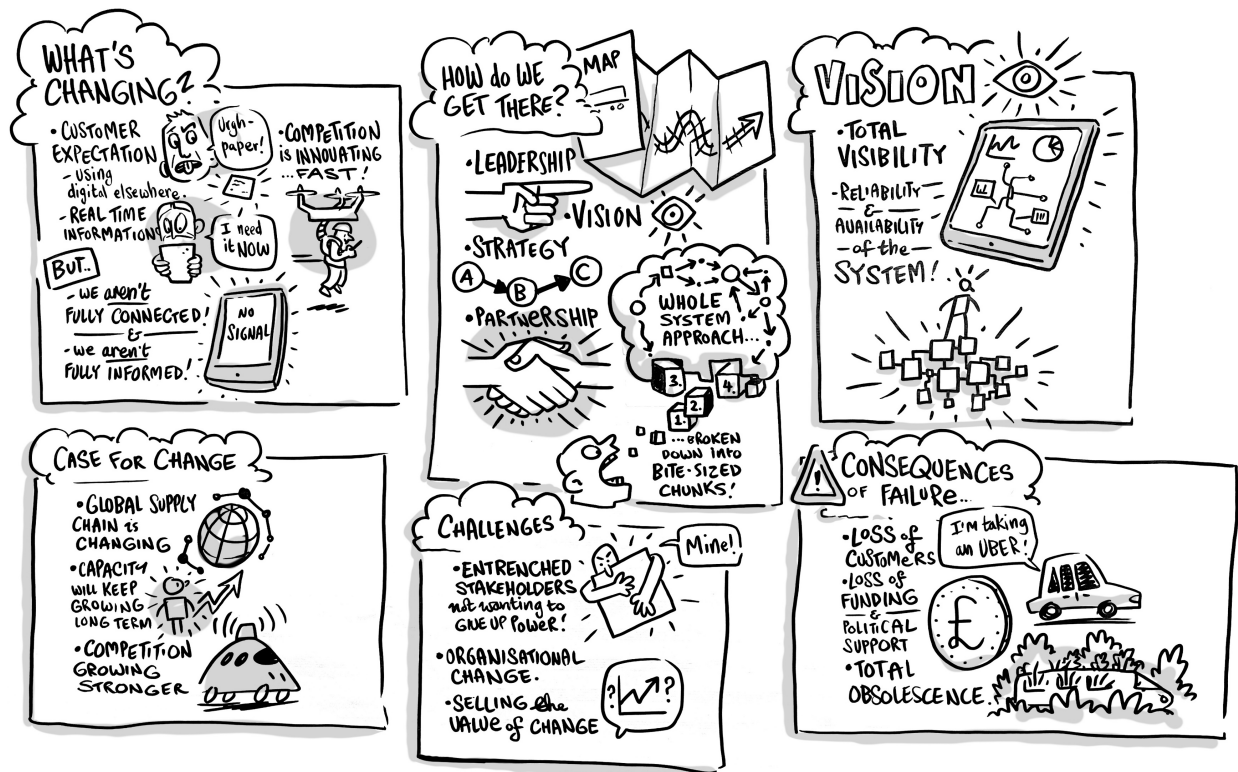 WHAT'S
CHANGING?
• CUSTOMER
EXPECTATION
- using
digital elsewhere.
- REAL TIME
INFORMATION
Urgh-
paper!
I need
it NOW
• COMPETITION
is INNOVATING
...FAST!
BUT..
- WE aren't
FULLY CONNECTED!
&
- we aren't
FULLY INFORMED!
NO
SIGNAL
HOW do WE
GET THERE?
MAP
• LEADERSHIP
• VISION
• STRATEGY
A
B
C
• PARTNERSHIP
WHOLE
SYSTEM
APPROACH...
3.
4.
2.
1.
...BROKEN
DOWN into
BITE-SIZED
CHUNKS!
VISION
• TOTAL
VISIBILITY
- RELIABILITY
&
AVAILABILITY
of the
SYSTEM!
CASE FOR CHANGE
• GLOBAL SUPPLY
CHAIN is
CHANGING
• CAPACITY
WILL KEEP
GROWING
LONG TERM
• COMPETITION
GROWING
STRONGER
CHALLENGES
• ENTRENCHED
STAKEHOLDERS
not wanting to
GIVE UP POWER!
Mine!
• ORGANISATIONAL
CHANGE.
• SELLING the
VALUE of CHANGE
? ?
!
CONSEQUENCES
OF FAILURE...
• LOSS of
CUSTOMERS
• LOSS of
FUNDING
&
POLITICAL
SUPPORT
• TOTAL
OBSOLESCENCE.
I'm taking
an UBER!
£